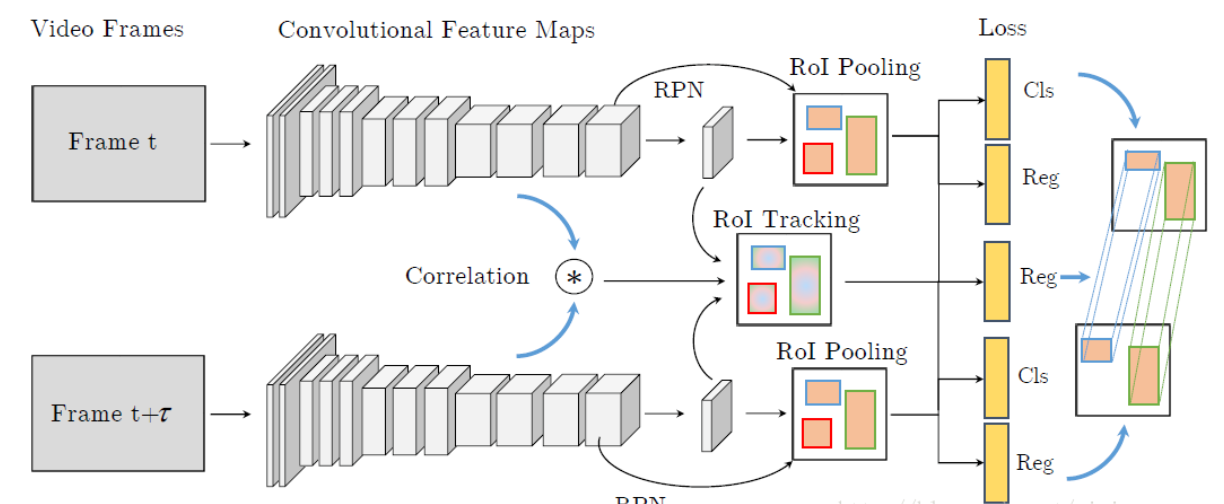 Video Frames
Convolutional Feature Maps
Loss
RoI Pooling
RPN
Cls
Frame t
Reg
RoI Tracking
Correlation
*
Reg
RoI Pooling
Cls
Frame t+τ
Reg
RPN